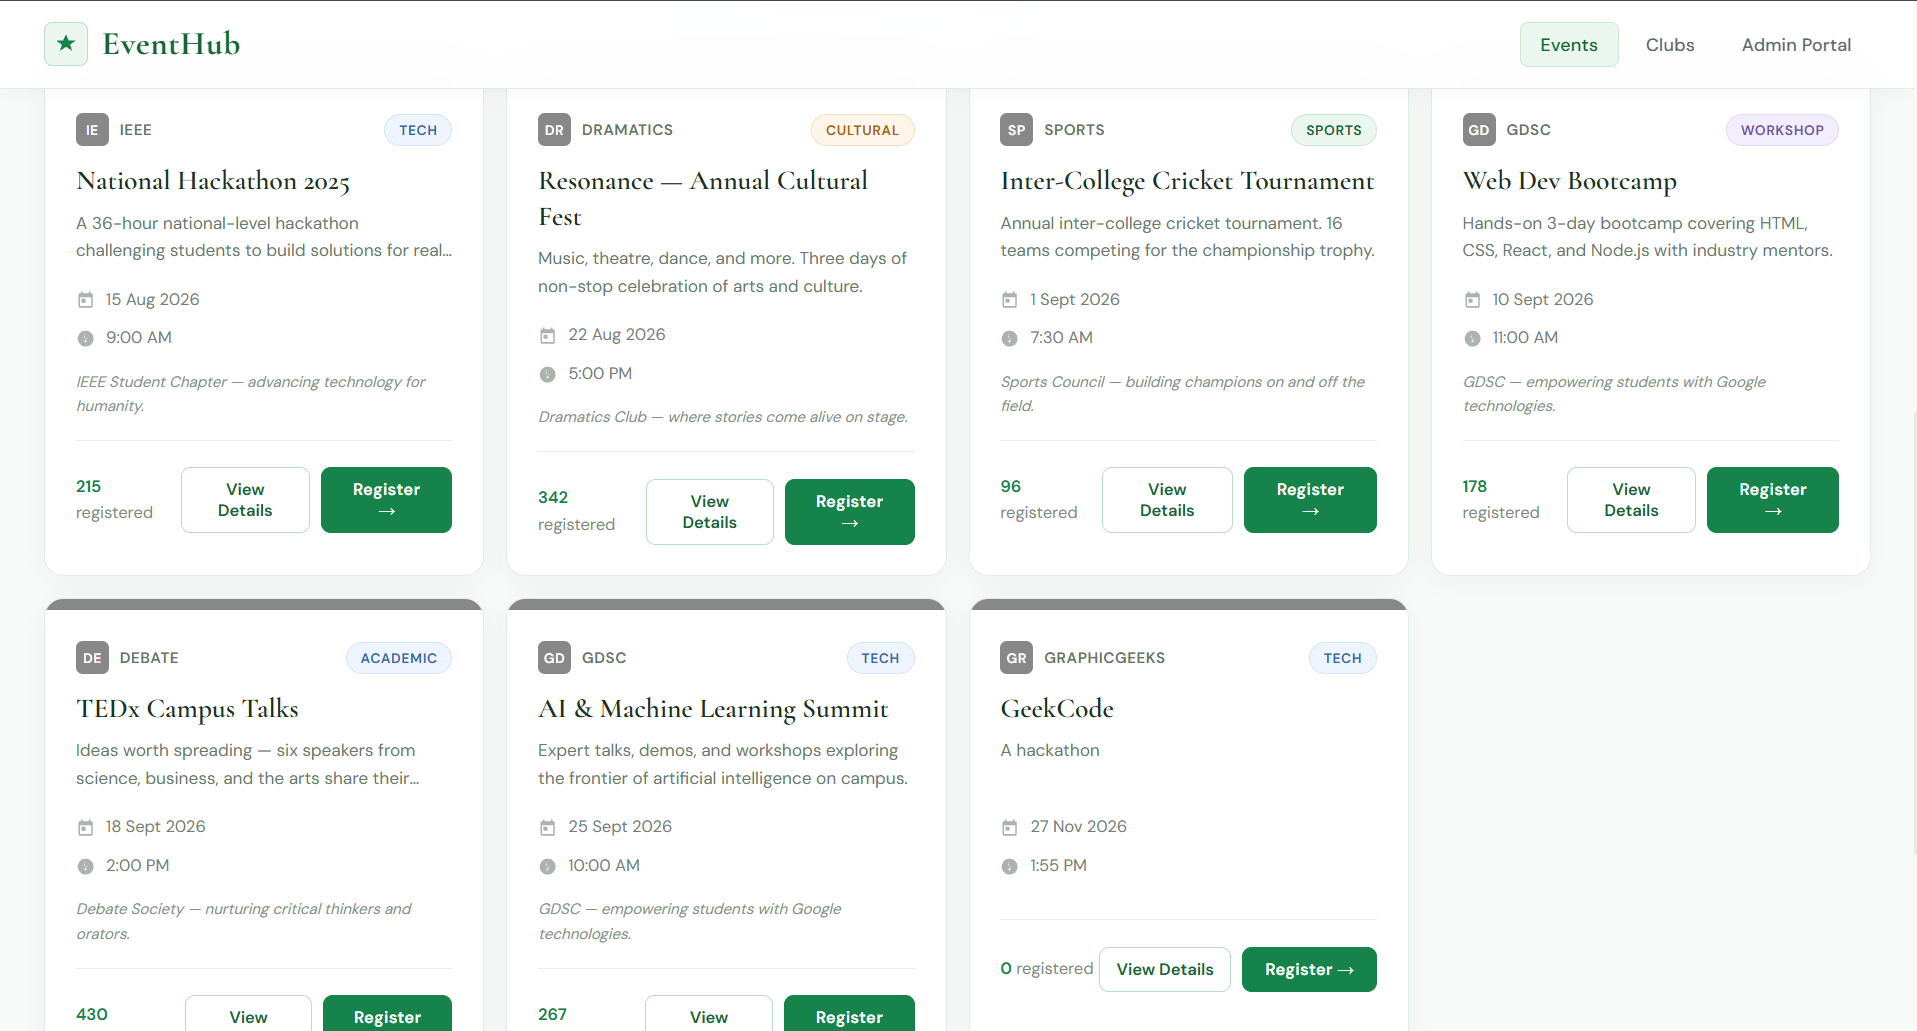 ★ EventHub
Events
Clubs
Admin Portal
IE IEEE
TECH
National Hackathon 2025
A 36-hour national-level hackathon
challenging students to build solutions for real...
15 Aug 2026
9:00 AM
IEEE Student Chapter — advancing technology for
humanity.
215
registered
View
Details
Register
→
DR DRAMATICS
CULTURAL
Resonance — Annual Cultural
Fest
Music, theatre, dance, and more. Three days of
non-stop celebration of arts and culture.
22 Aug 2026
5:00 PM
Dramatics Club — where stories come alive on stage.
342
registered
View
Details
Register
→
SP SPORTS
SPORTS
Inter-College Cricket Tournament
Annual inter-college cricket tournament. 16
teams competing for the championship trophy.
1 Sept 2026
7:30 AM
Sports Council — building champions on and off the
field.
96
registered
View
Details
Register
→
GD GDSC
WORKSHOP
Web Dev Bootcamp
Hands-on 3-day bootcamp covering HTML,
CSS, React, and Node.js with industry mentors.
10 Sept 2026
11:00 AM
GDSC — empowering students with Google
technologies.
178
registered
View
Details
Register
→
DE DEBATE
ACADEMIC
TEDx Campus Talks
Ideas worth spreading — six speakers from
science, business, and the arts share their...
18 Sept 2026
2:00 PM
Debate Society — nurturing critical thinkers and
orators.
430
View
Register
GD GDSC
TECH
AI & Machine Learning Summit
Expert talks, demos, and workshops exploring
the frontier of artificial intelligence on campus.
25 Sept 2026
10:00 AM
GDSC — empowering students with Google
technologies.
267
View
Register
GR GRAPHICGEEKS
TECH
GeekCode
A hackathon
27 Nov 2026
1:55 PM
0 registered
View Details
Register →